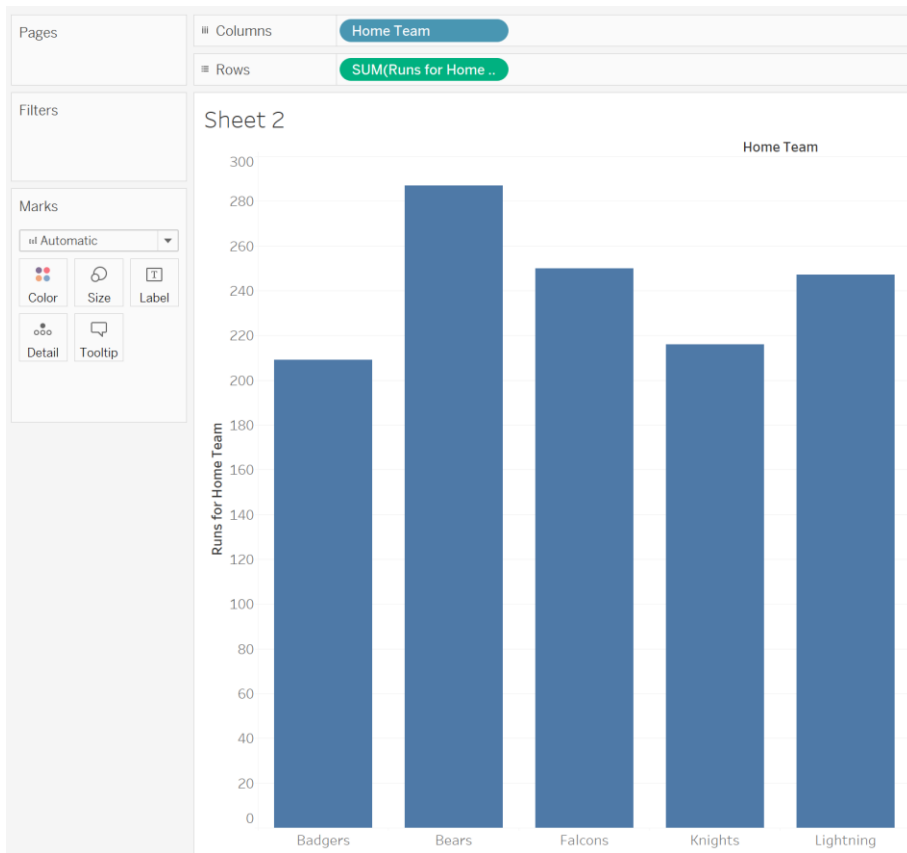 Pages
Columns
Home Team
Rows
SUM(Runs for Home ..
Filters
Marks
Automatic
Color
Size
T
Label
Detail
Tooltip
Sheet 2
Home Team
Runs for Home Team
300
280
260
240
220
200
180
160
140
120
100
80
60
40
20
0
Badgers
Bears
Falcons
Knights
Lightning